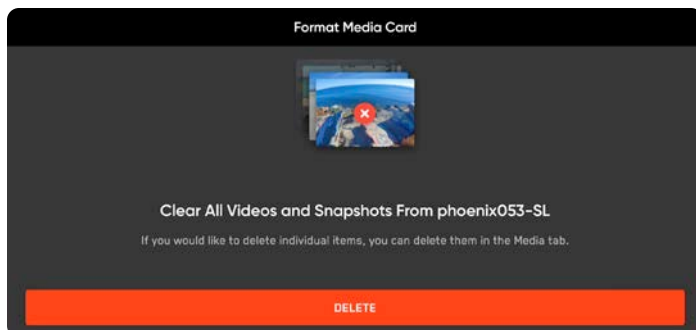 Format Media Card
Clear All Videos and Snapshots From phoenix053-SL
If you would like to delete individual items, you can delete them in the Media tab.
DELETE